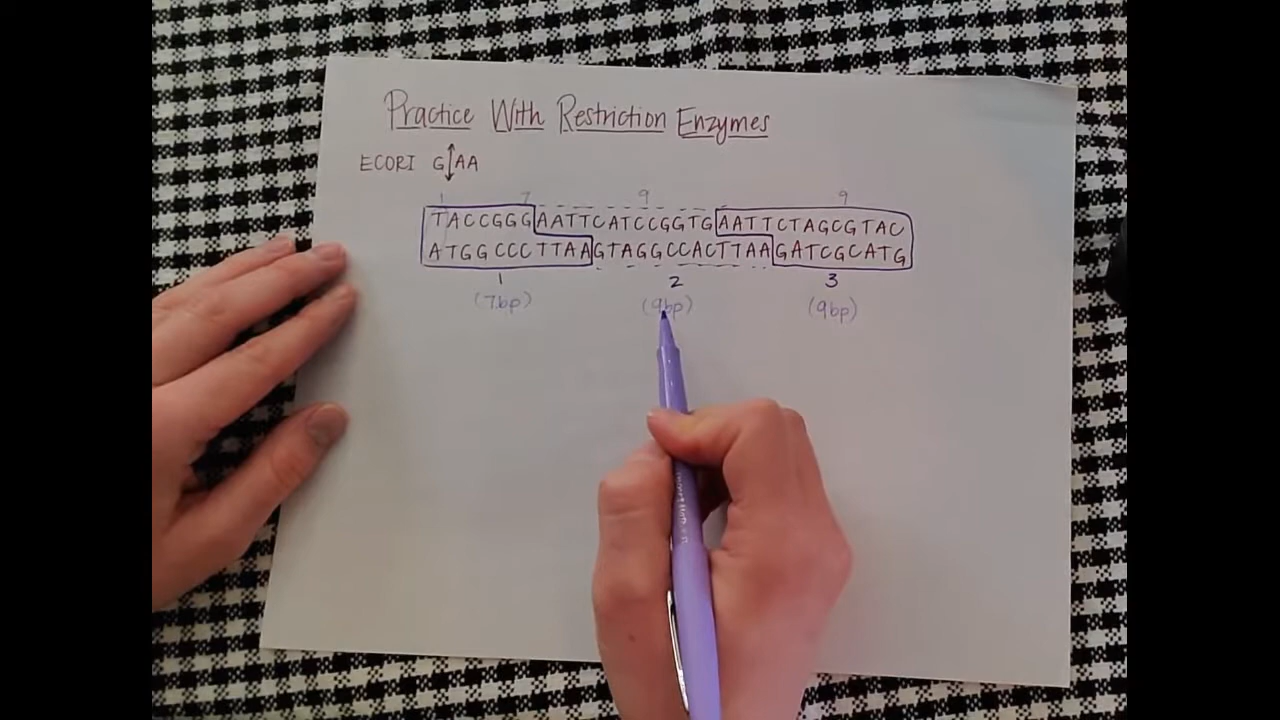 Practice With Restriction Enzymes
ECORI G↕AA
1 7 9 9
TACCGGGAATTCATCCGGTGAATTCTAGCGTAC
ATGGCCCTTAAGTAGGCCACTTAAGATCGCATG
1 2 3
(7bp) (9bp) (9bp)